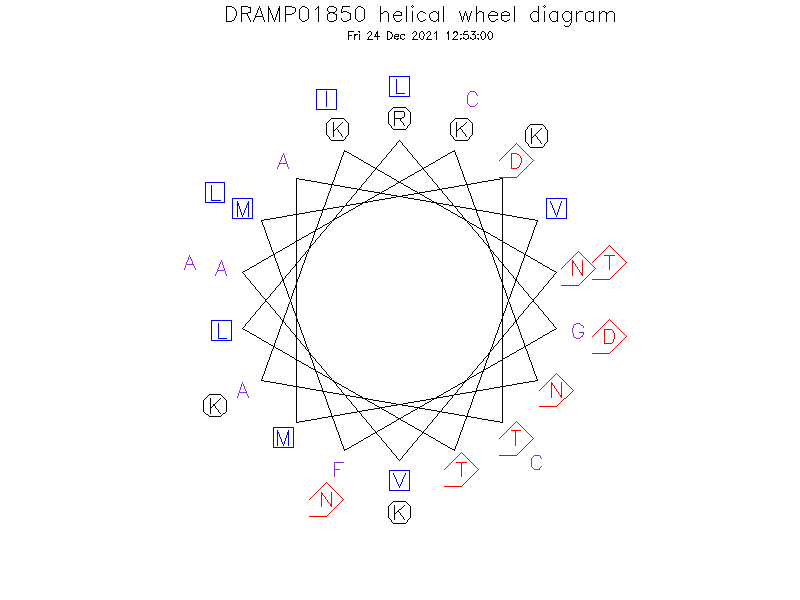 DRAMP01850 helical wheel diagram
Fri 24 Dec 2021 12:53:00
L
I C
R
K K K
A D
L M V
A A N T
L G D
A N
K
M T
C
F T
V
N
K